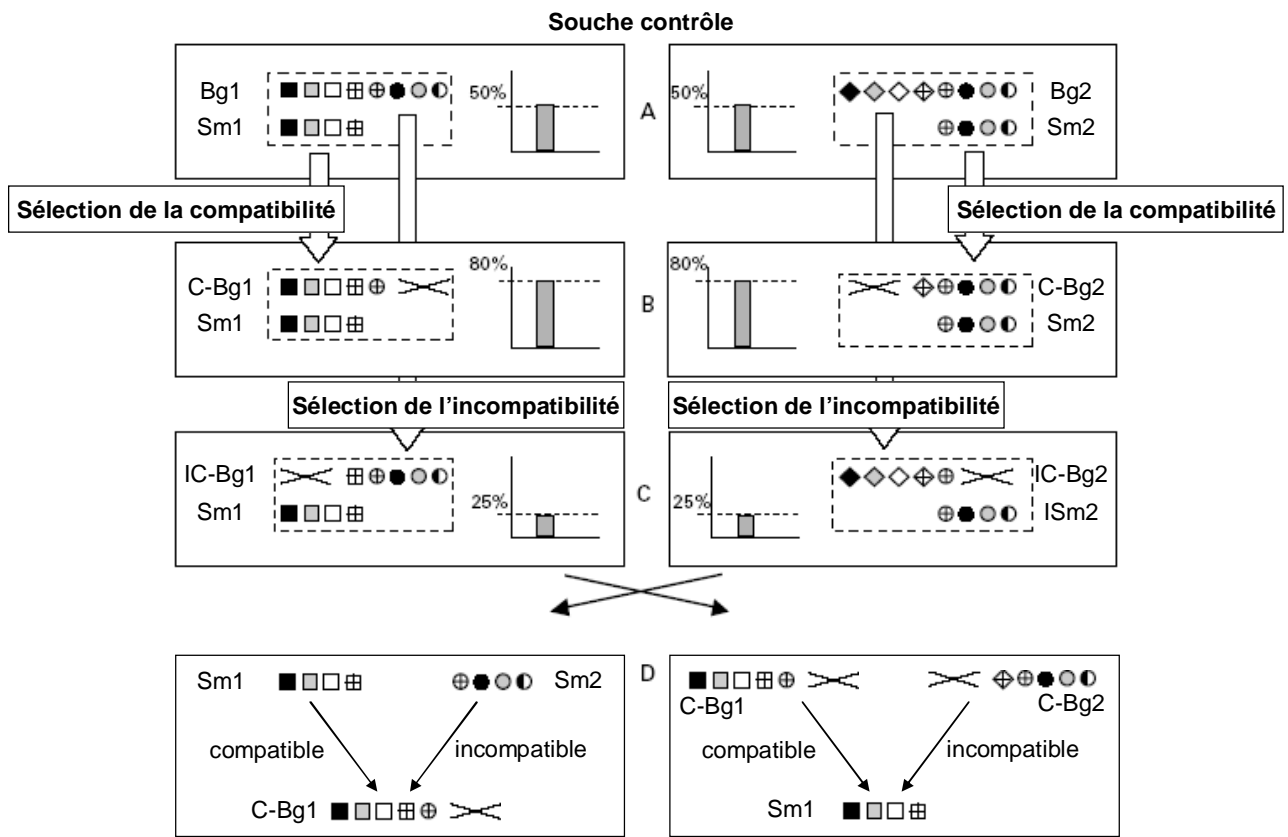 Souche contrôle
Bg1
Sm1
50%
A
50%
Bg2
Sm2
Sélection de la compatibilité
Sélection de la compatibilité
C-Bg1
Sm1
80%
B
80%
C-Bg2
Sm2
Sélection de l'incompatibilité
Sélection de l'incompatibilité
IC-Bg1
Sm1
25%
C
25%
IC-Bg2
ISm2
Sm1
Sm2
compatible
incompatible
C-Bg1
D
C-Bg1
C-Bg2
compatible
incompatible
Sm1